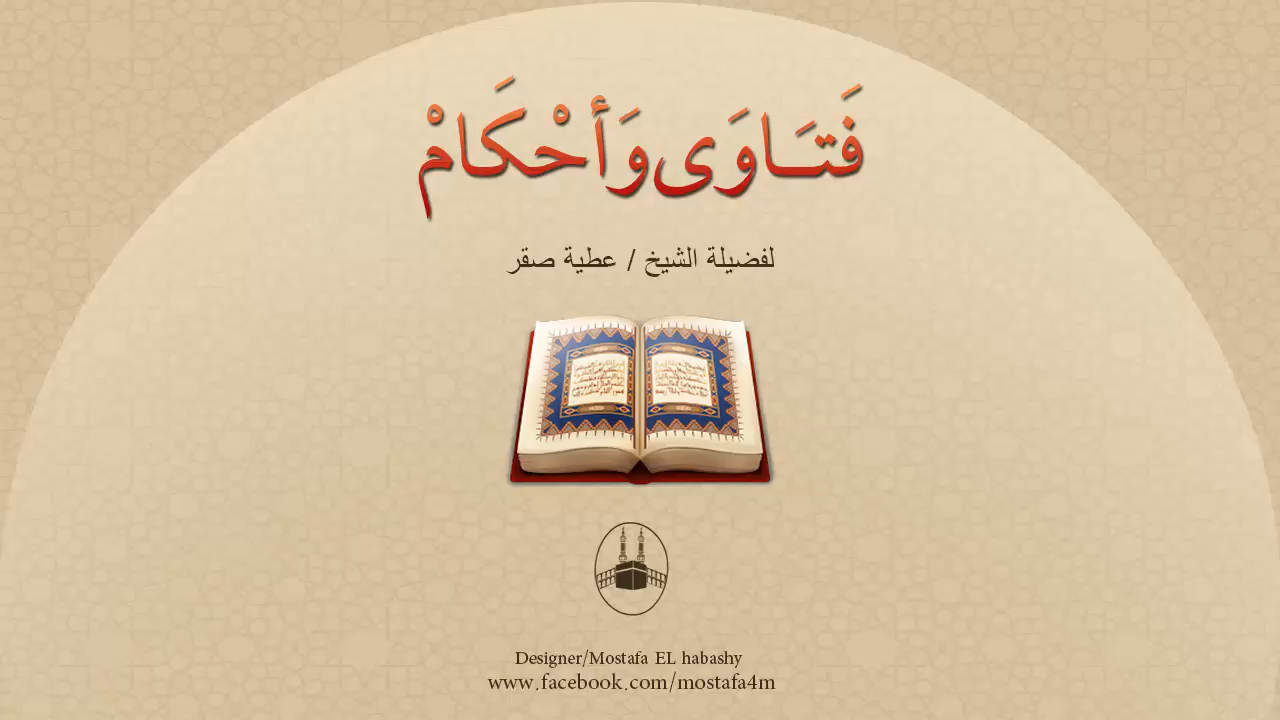 فَتَاوَى وَأَحْكَامْ
لفضيلة الشيخ / عطية صقر
Designer/Mostafa EL habashy
www.facebook.com/mostafa4m